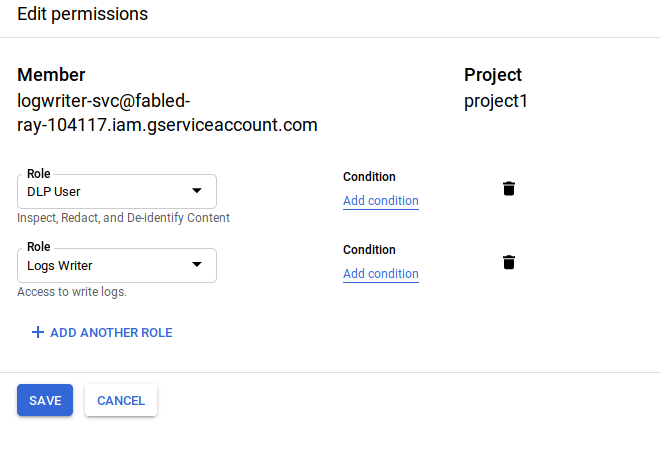 Edit permissions
Member
Project
logwriter-svc@fabled-
ray-104117.iam.gserviceaccount.com
project1
Role
DLP User
Condition
Add condition
Inspect, Redact, and De-identify Content
Role
Logs Writer
Condition
Add condition
Access to write logs.
ADD ANOTHER ROLE
SAVE
CANCEL